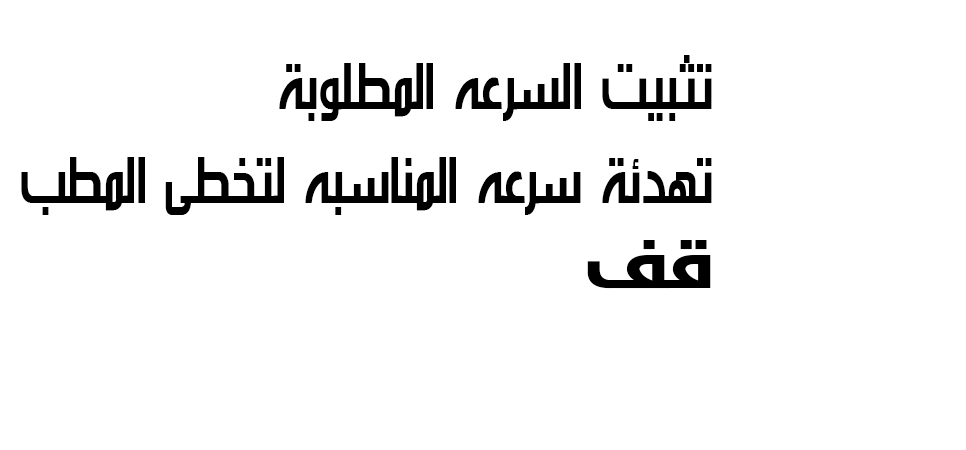 تثبيت السرعه المطلوبة
تهدئة سرعه المناسبه لتخطى المطب
قف